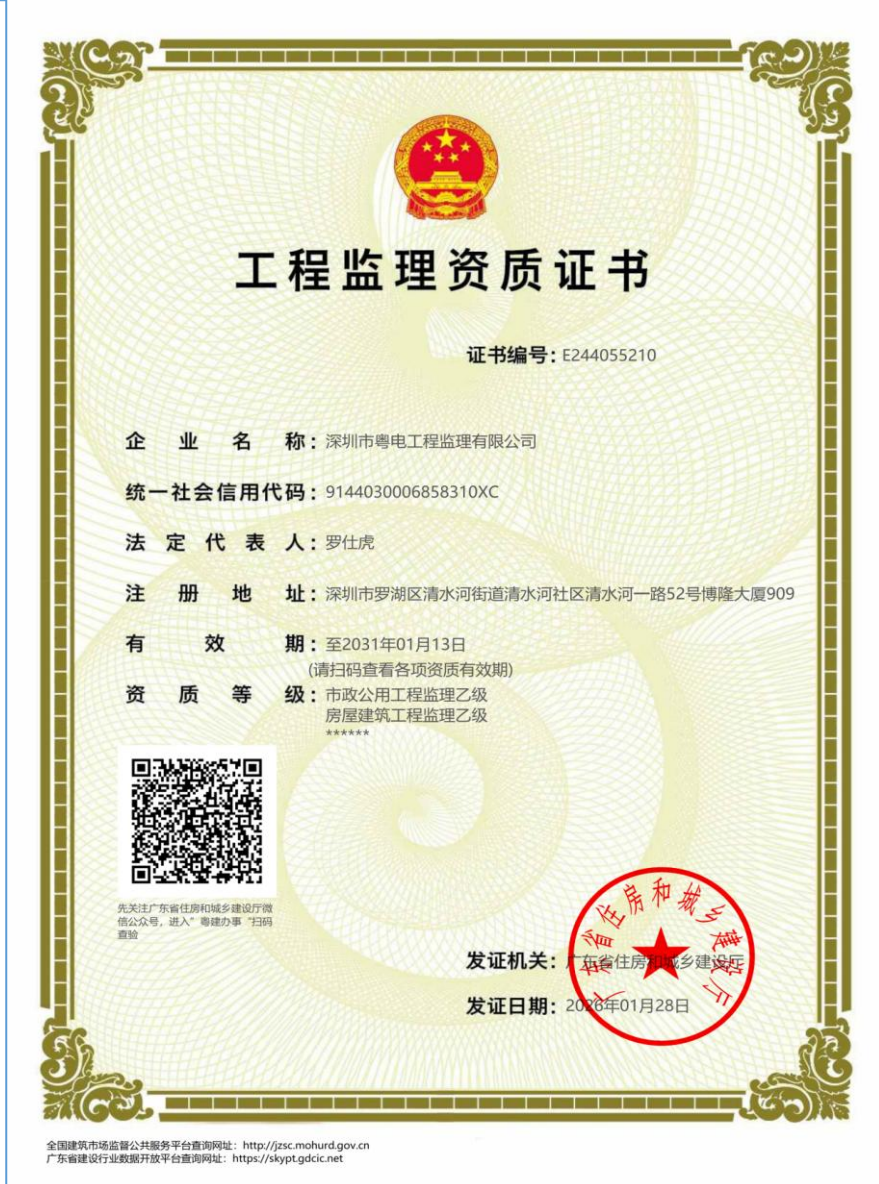 工程监理资质证书
证书编号：E244055210
企业名称：深圳市粤电工程监理有限公司
统一社会信用代码：9144030006858310XC
法定代表人：罗仕虎
注册地址：深圳市罗湖区清水河街道清水河社区清水河一路52号博隆大厦909
有效期：至2031年01月13日
(请扫码查看各项资质有效期)
资质等级：市政公用工程监理乙级
房屋建筑工程监理乙级
******
先关注广东省住房和城乡建设厅微
信公众号，进入”粤建办事“扫码
查验
广东省住房和城乡建设厅
发证机关：广东省住房和城乡建设厅
发证日期：2026年01月28日
全国建筑市场监督公共服务平台查询网址：http://jzsc.mohurd.gov.cn
广东省建设行业数据开放平台查询网址：https://skypt.gdcic.net